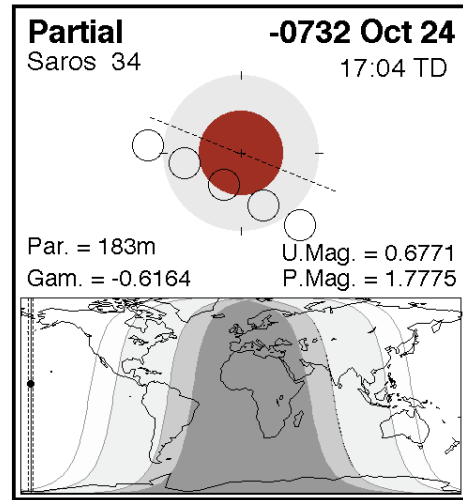 Partial -0732 Oct 24
Saros 34 17:04 TD
Par. = 183m U.Mag. = 0.6771
Gam. = -0.6164 P.Mag. = 1.7775